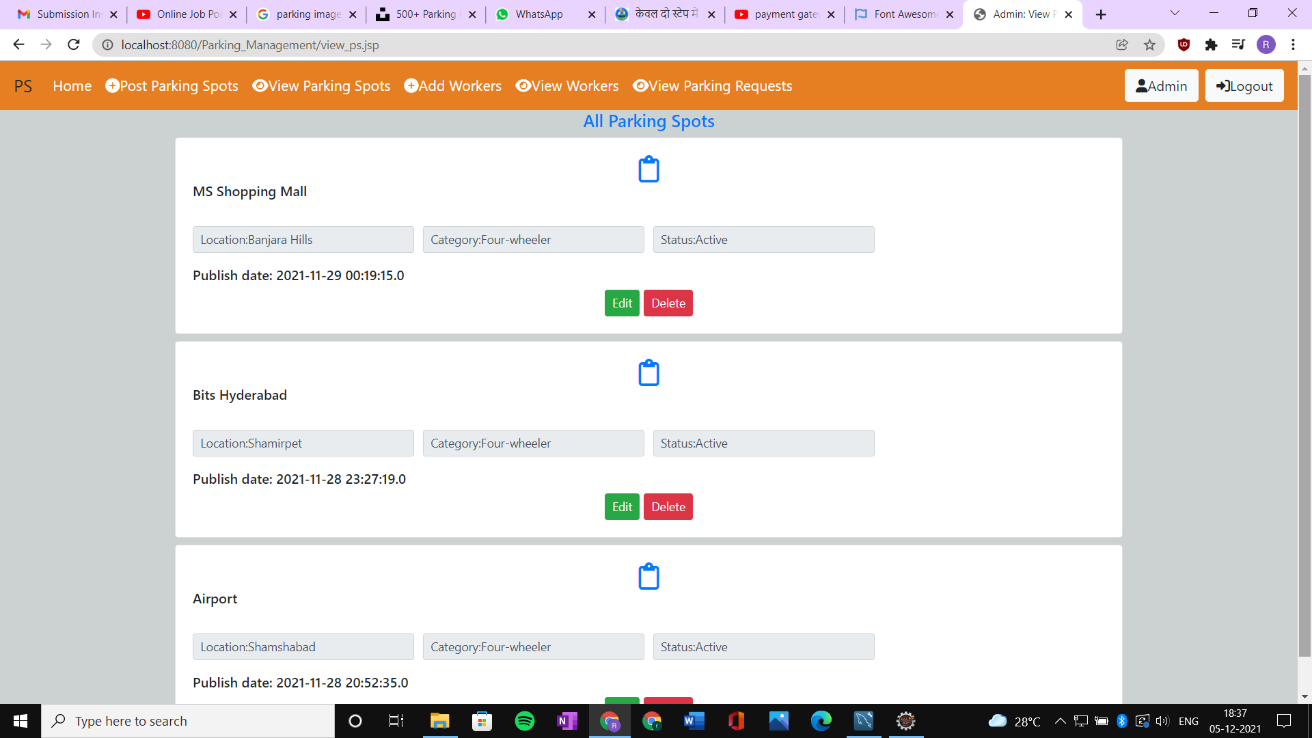 Submission In
Online Job Po
parking image
500+ Parking
WhatsApp
केवल दो स्टेप में
payment gate
Font Awesom
Admin: View P
localhost:8080/Parking_Management/view_ps.jsp
R
PS Home Post Parking Spots View Parking Spots Add Workers View Workers View Parking Requests Admin Logout
All Parking Spots
MS Shopping Mall
Location:Banjara Hills Category:Four-wheeler Status:Active
Publish date: 2021-11-29 00:19:15.0
Edit Delete
Bits Hyderabad
Location:Shamirpet Category:Four-wheeler Status:Active
Publish date: 2021-11-28 23:27:19.0
Edit Delete
Airport
Location:Shamshabad Category:Four-wheeler Status:Active
Publish date: 2021-11-28 20:52:35.0
Type here to search
28°C ENG
18:37
05-12-2021